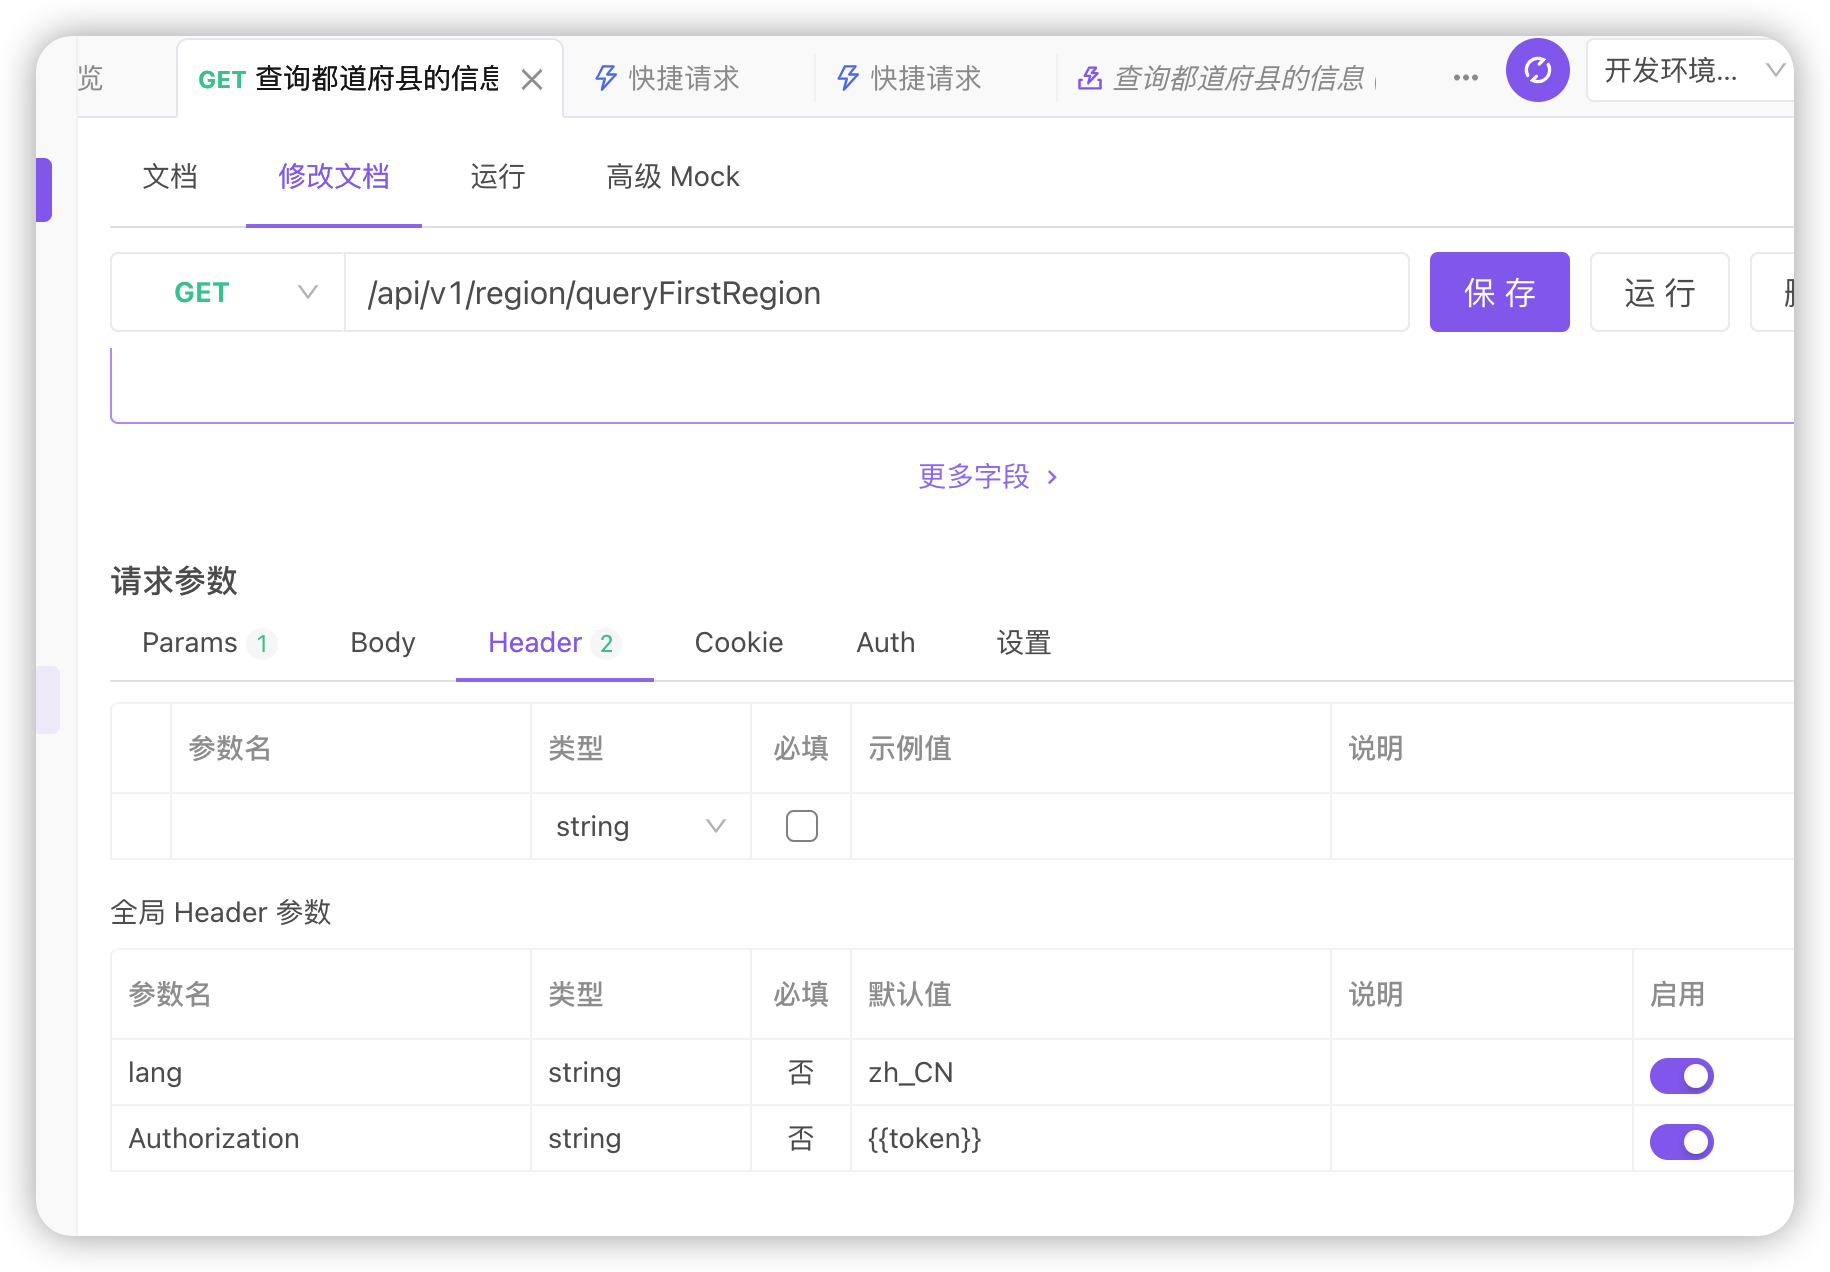 览
GET 查询都道府县的信息
快捷请求
快捷请求
查询都道府县的信息
开发环境...
文档
修改文档
运行
高级 Mock
GET
/api/v1/region/queryFirstRegion
保存
运行
更多字段
请求参数
Params 1
Body
Header 2
Cookie
Auth
设置
参数名 类型 必填 示例值 说明
string
全局 Header 参数
参数名 类型 必填 默认值 说明 启用
lang string 否 zh_CN
Authorization string 否 {{token}}